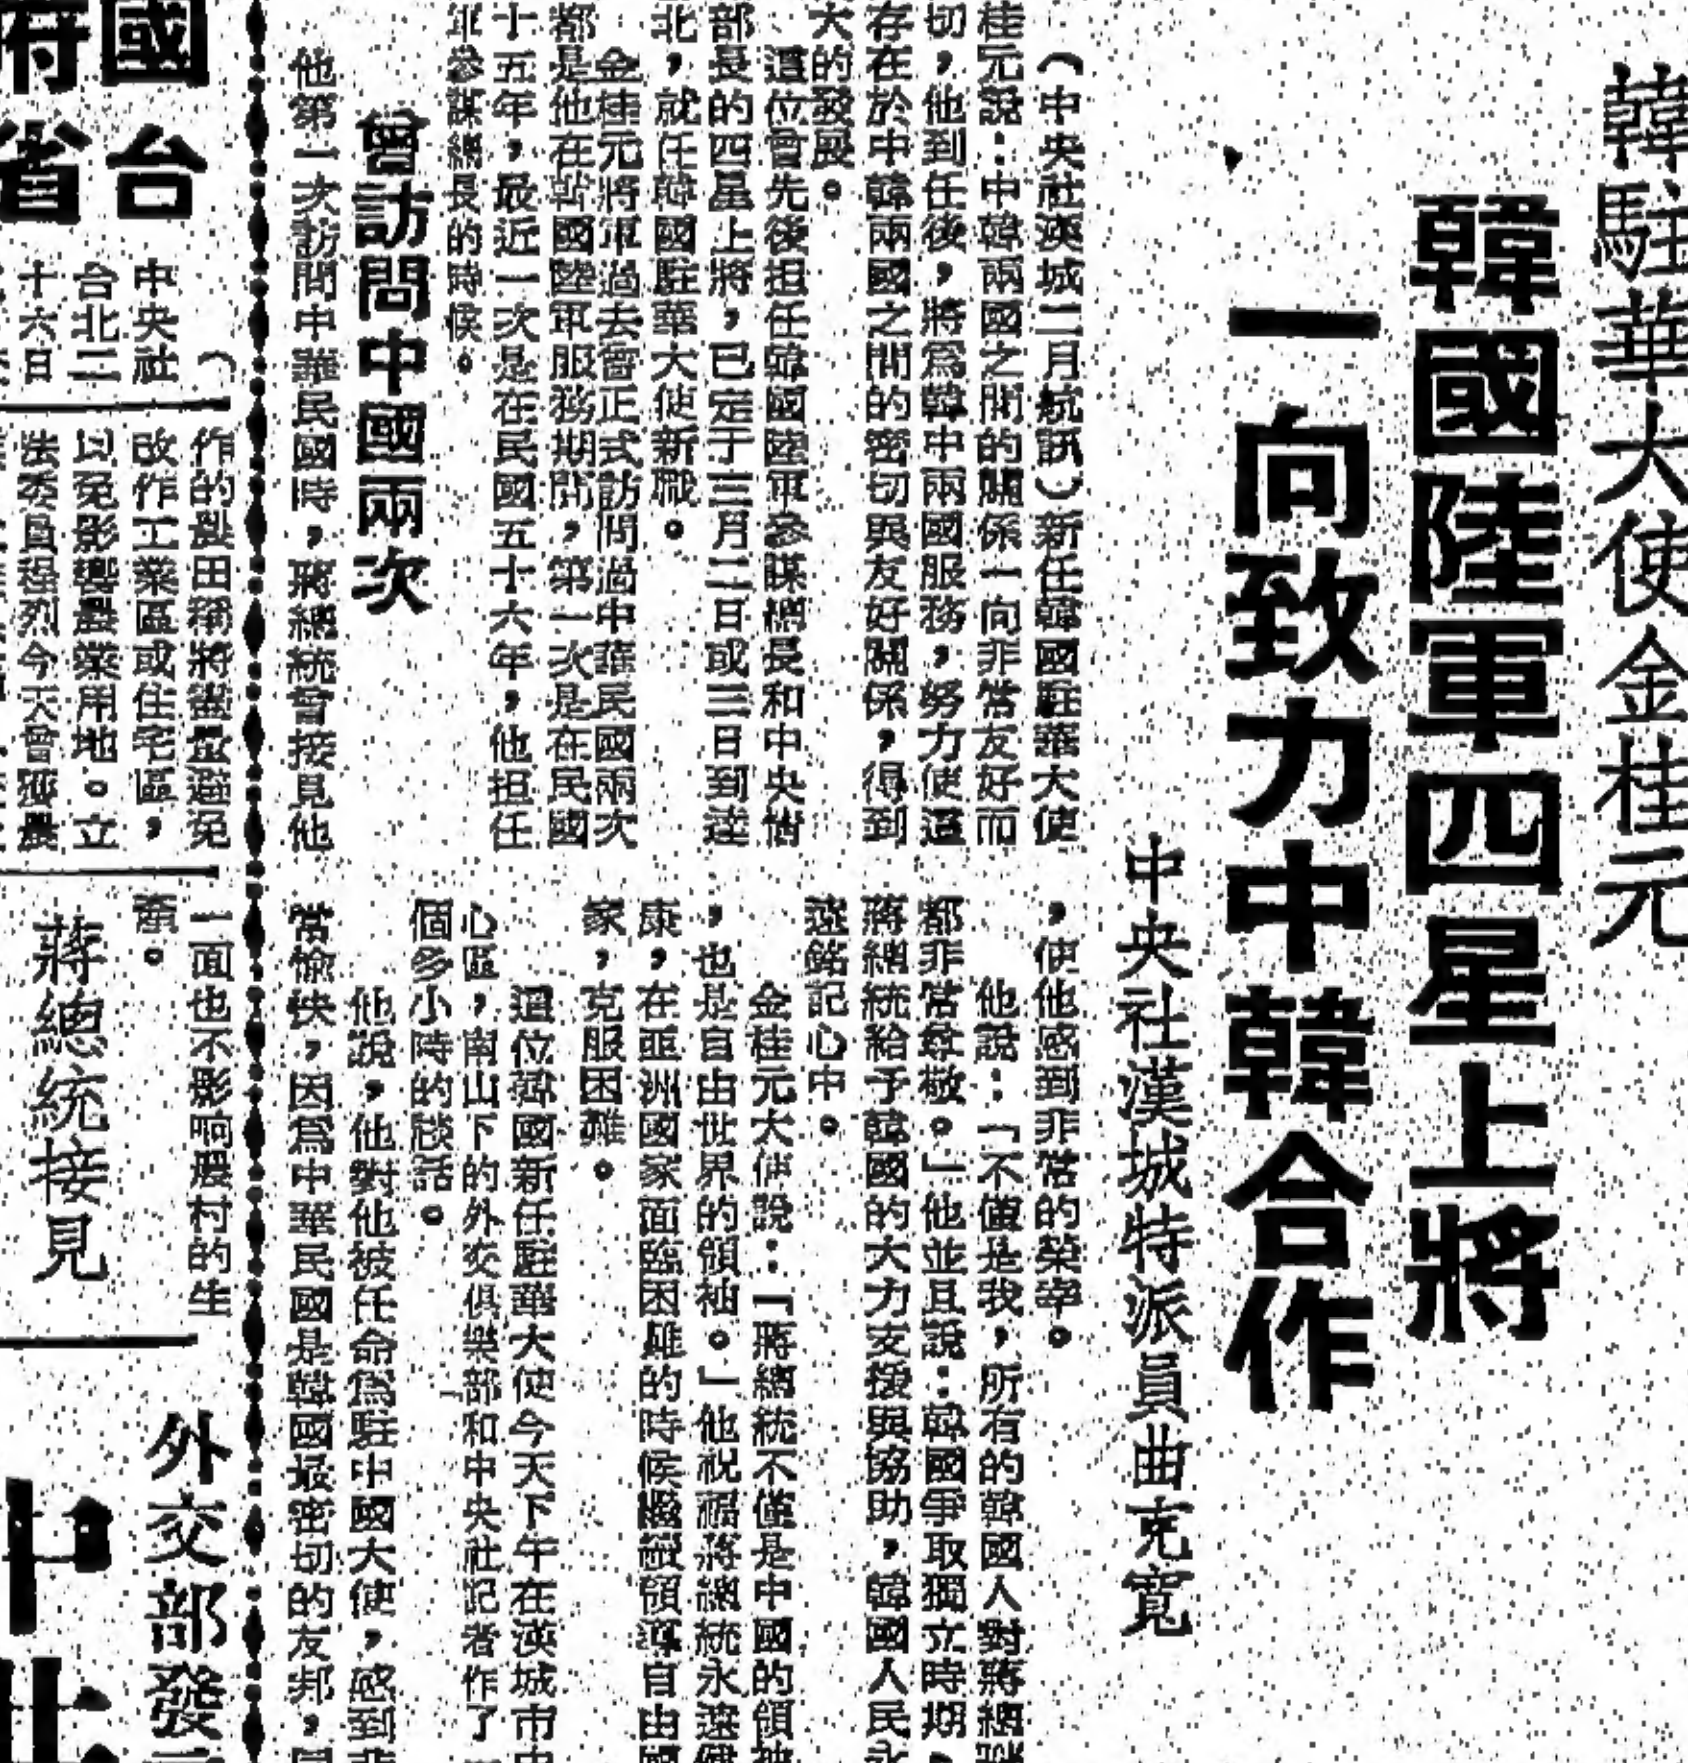 韓駐華大使金桂元
韓國陸軍四星上將
一向致力中韓合作
中央社漢城特派員曲克寬
(中央社漢城二月航訊)新任韓國駐華大使
桂元說:中韓兩國之間的關係一向非常友好而
切,他到任後,將爲韓中兩國服務,努力使這
存在於中韓兩國之間的密切與友好關係,得到
大的發展。
這位曾先後担任韓國陸軍參謀總長和中央情
部長的四星上將,已定于三月二日或三日到達
北,就任韓國駐華大使新職。
金桂元將軍過去曾正式訪問過中華民國兩次
都是他在韓國陸軍服務期間,第一次是在民國
十五年,最近一次是在民國五十六年,他担任
軍參謀總長的時候。
曾訪問中國兩次
他第一次訪問中華民國時,蔣總統曾接見他
,使他感到非常的榮幸。
他說:「不僅是我,所有的韓國人對蔣總
都非常尊敬。」他並且說:韓國爭取獨立時期,
蔣總統給予韓國的大力支援與協助,韓國人民永
遠銘記心中。
金桂元大使說:「蔣總統不僅是中國的領袖
,也是自由世界的領袖。」他祝福蔣總統永遠健
康,在亞洲國家面臨困難的時候繼續領導自由國
家,克服困難。
這位韓國新任駐華大使今天下午在漢城市中
心區,南山下的外交俱樂部和中央社記者作了一
個多小時的談話。
他說,他對他被任命爲駐中國大使,感到非
常愉快,因爲中華民國是韓國最密切的友邦,
國台
府省
(
中央社
台北二
十六日
作的農田稱將盡量避免
改作工業區或住宅區,
以免影響農業用地。立
法委員程烈今天曾獲農
一面也不影响農村的生
產。
蔣總統接見
外交部發